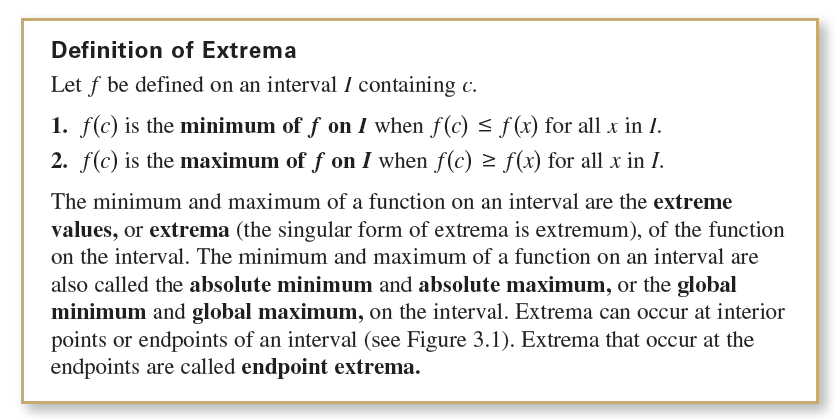 Definition of Extrema
Let f be defined on an interval I containing c.
1. f(c) is the minimum of f on I when f(c) ≤ f(x) for all x in I.
2. f(c) is the maximum of f on I when f(c) ≥ f(x) for all x in I.
The minimum and maximum of a function on an interval are the extreme
values, or extrema (the singular form of extrema is extremum), of the function
on the interval. The minimum and maximum of a function on an interval are
also called the absolute minimum and absolute maximum, or the global
minimum and global maximum, on the interval. Extrema can occur at interior
points or endpoints of an interval (see Figure 3.1). Extrema that occur at the
endpoints are called endpoint extrema.